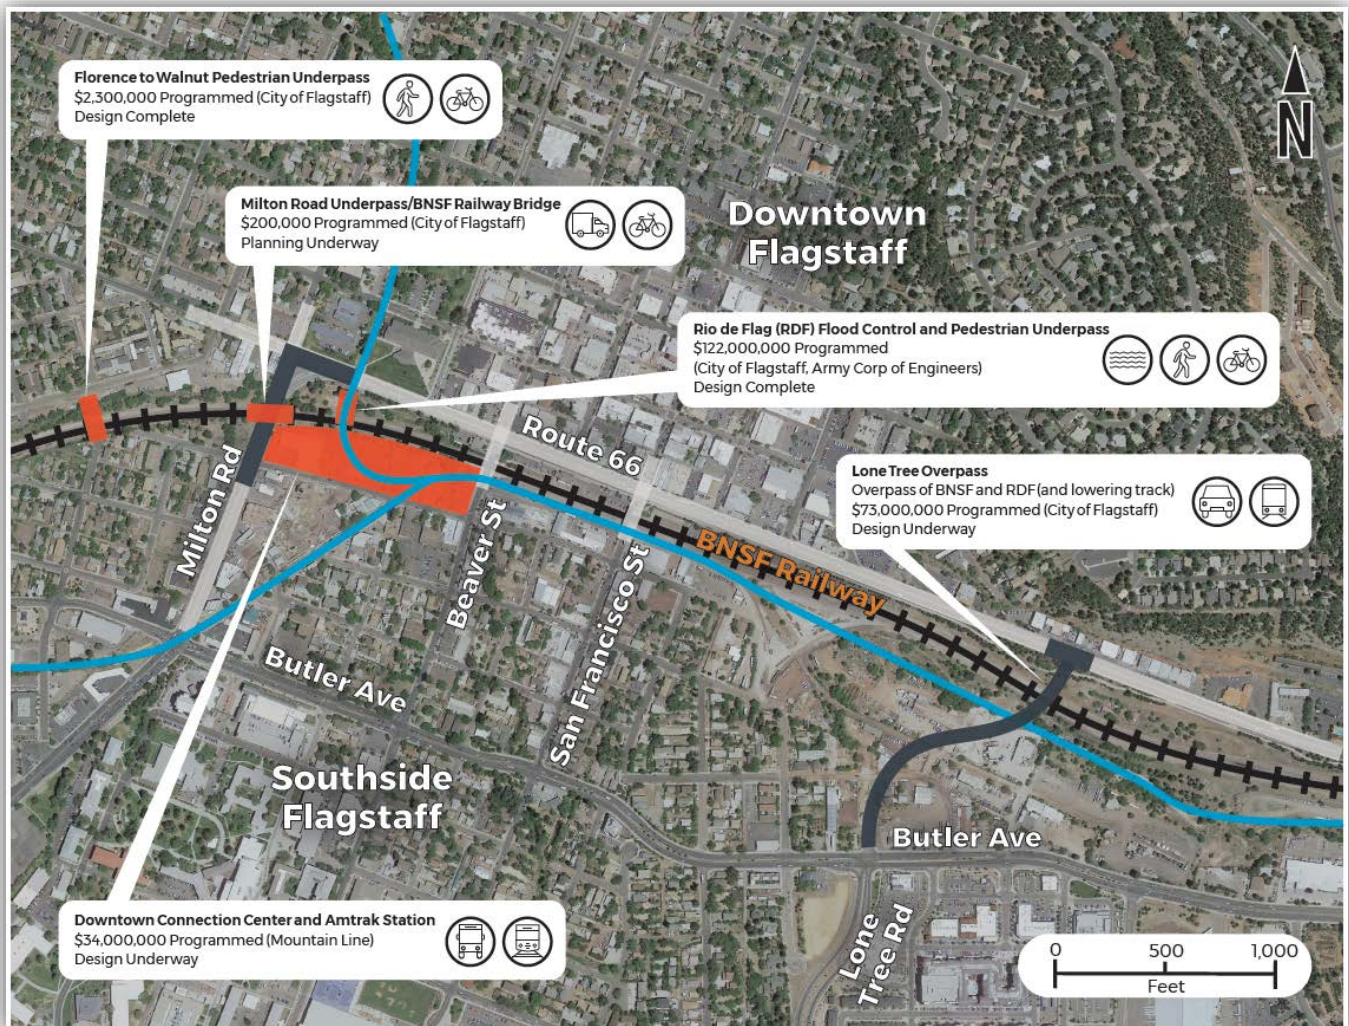 Florence to Walnut Pedestrian Underpass
$2,300,000 Programmed (City of Flagstaff)
Design Complete
N
Milton Road Underpass/BNSF Railway Bridge
$200,000 Programmed (City of Flagstaff)
Planning Underway
Downtown
Flagstaff
Rio de Flag (RDF) Flood Control and Pedestrian Underpass
$122,000,000 Programmed
(City of Flagstaff, Army Corp of Engineers)
Design Complete
Route 66
Lone Tree Overpass
Overpass of BNSF and RDF (and lowering track)
$73,000,000 Programmed (City of Flagstaff)
Design Underway
Milton Rd
Beaver St
San Francisco St
BNSF Railway
Butler Ave
Southside
Flagstaff
Butler Ave
Lone
Tree Rd
Downtown Connection Center and Amtrak Station
$34,000,000 Programmed (Mountain Line)
Design Underway
0 500 1,000
Feet